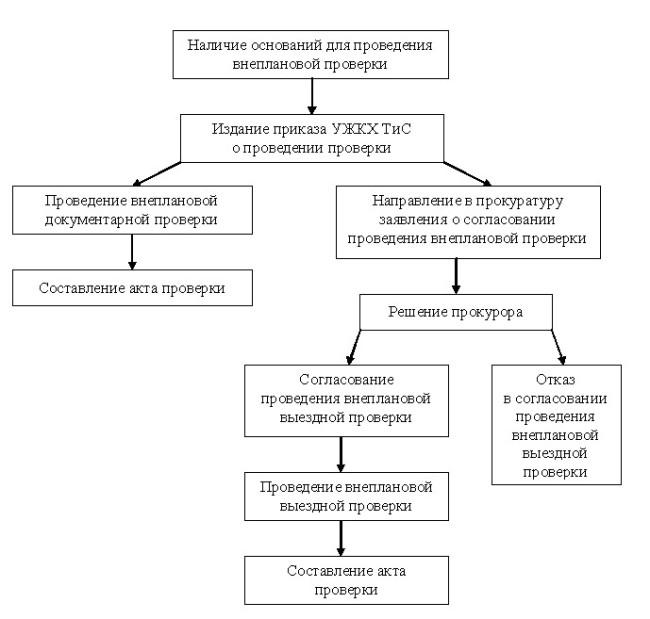 Наличие оснований для проведения
внеплановой проверки
Издание приказа УЖКХ ТиС
о проведении проверки
Проведение внеплановой
документарной проверки
Направление в прокуратуру
заявления о согласовании
проведения внеплановой проверки
Составление акта проверки
Решение прокурора
Согласование
проведения внеплановой
выездной проверки
Отказ
в согласовании
проведения
внеплановой
выездной
проверки
Проведение внеплановой
выездной проверки
Составление акта
проверки